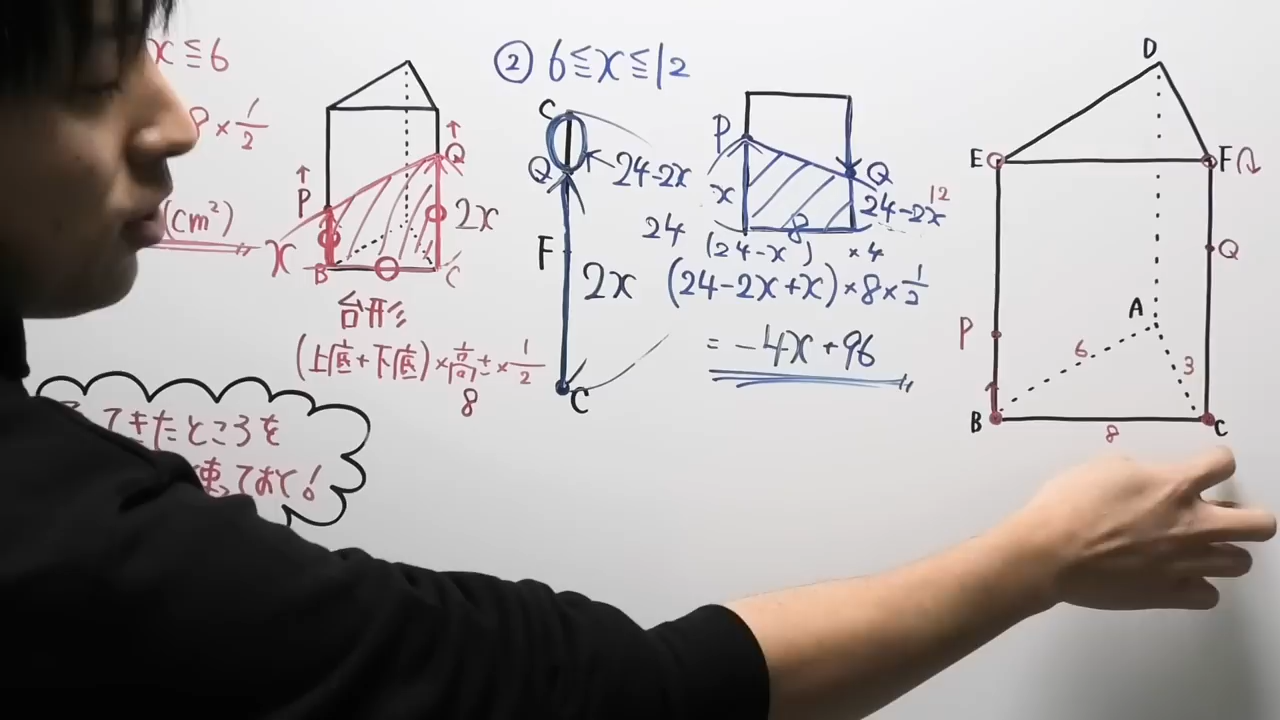 x≦6
8×1/2
(cm²)
P
Q
x
2x
B
C
台形
(上底+下底)×高さ×1/2
8
てきたところを
使っておく!
② 6≦x≦12
C
Q
24-2x
F
2x
C
P
Q
x
8
24
24-2x
12
(24-x) ×4
(24-2x+x)×8×1/2
=-4x+96
D
E
F
Q
P
A
6
3
B
8
C